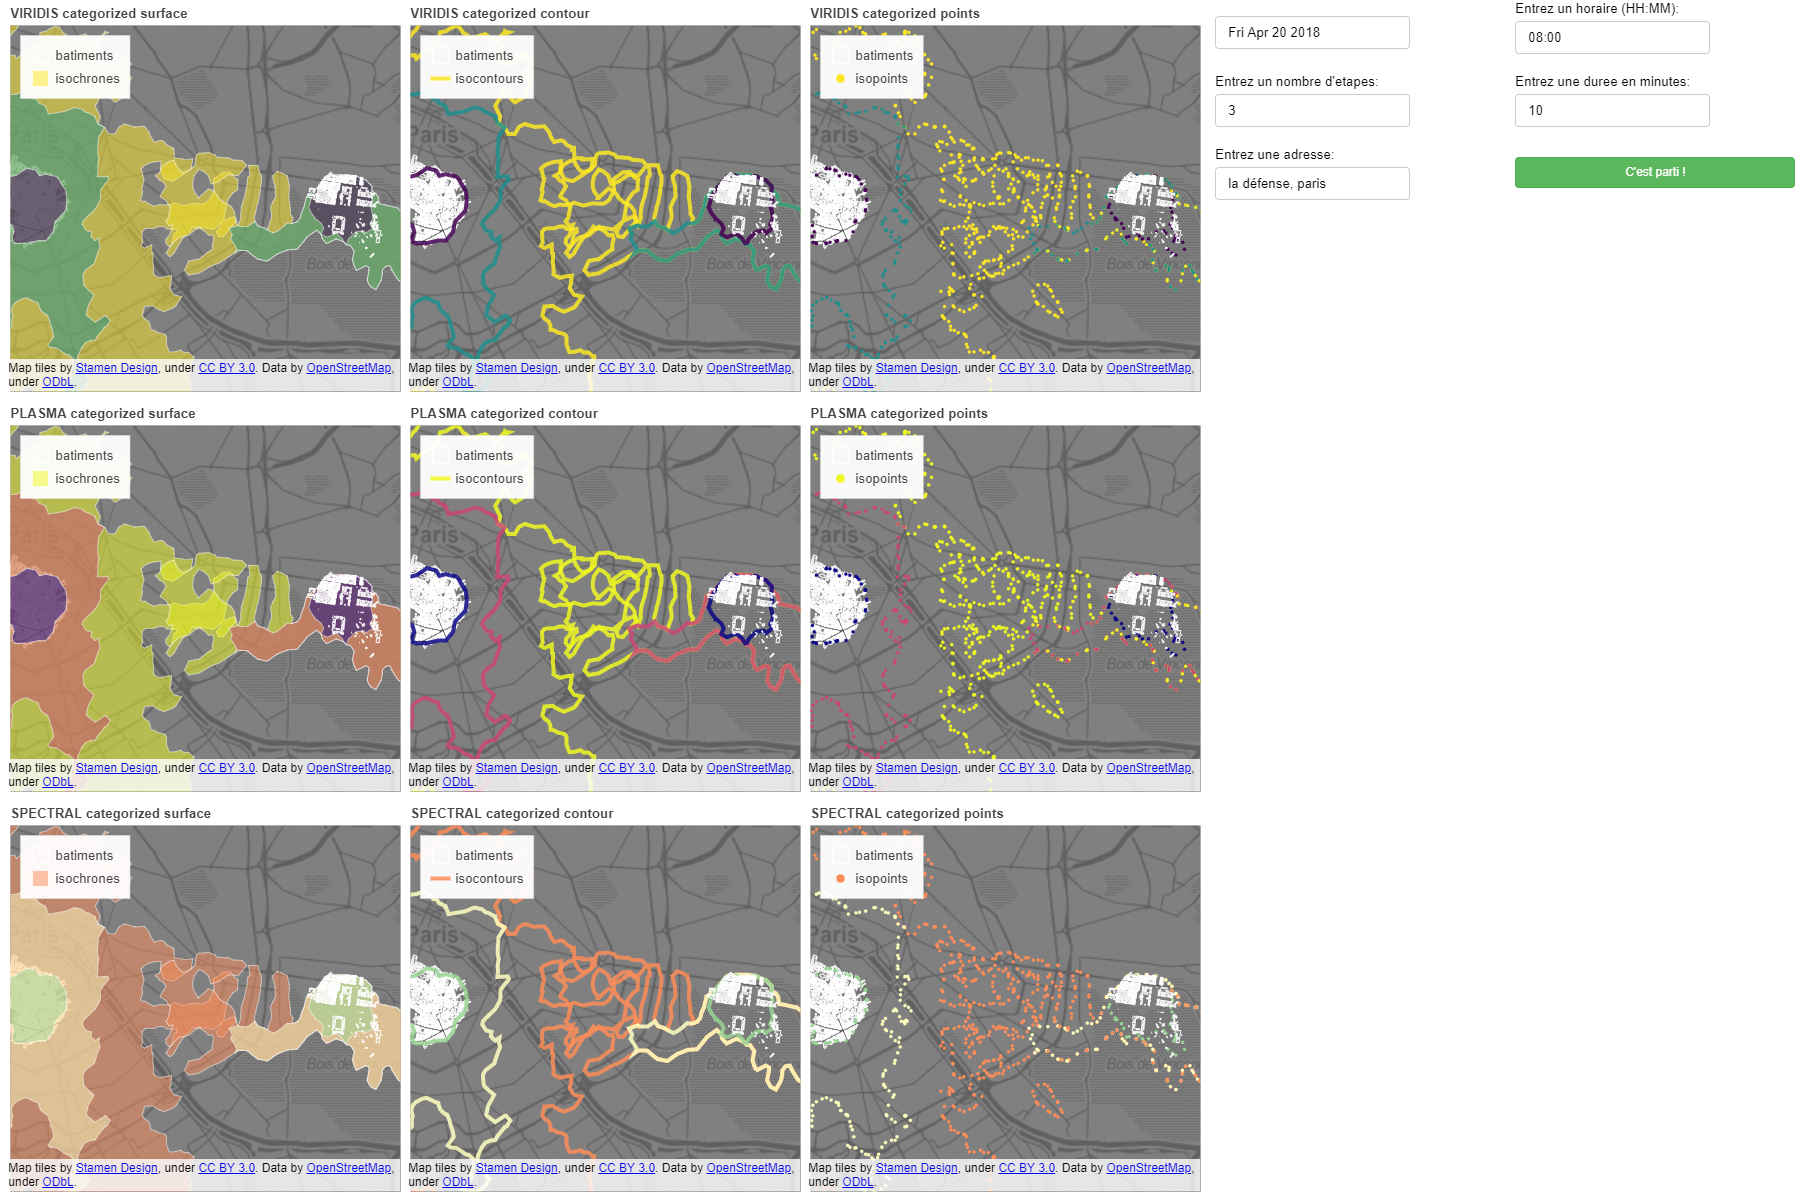 VIRIDIS categorized surface
batiments
isochrones
Paris
Bois de
Map tiles by Stamen Design, under CC BY 3.0. Data by OpenStreetMap,
under ODbL.
VIRIDIS categorized contour
batiments
isocontours
Paris
Bois de Vincen
Map tiles by Stamen Design, under CC BY 3.0. Data by OpenStreetMap,
under ODbL.
VIRIDIS categorized points
batiments
isopoints
Paris
Bois de Vincen
Map tiles by Stamen Design, under CC BY 3.0. Data by OpenStreetMap,
under ODbL.
Fri Apr 20 2018
Entrez un nombre d'etapes:
3
Entrez une adresse:
la défense, paris
Entrez un horaire (HH:MM):
08:00
Entrez une duree en minutes:
10
C'est parti !
PLASMA categorized surface
batiments
isochrones
Paris
Bois de
Map tiles by Stamen Design, under CC BY 3.0. Data by OpenStreetMap,
under ODbL.
PLASMA categorized contour
batiments
isocontours
Paris
Bois de Vincen
Map tiles by Stamen Design, under CC BY 3.0. Data by OpenStreetMap,
under ODbL.
PLASMA categorized points
batiments
isopoints
Paris
Bois de Vincen
Map tiles by Stamen Design, under CC BY 3.0. Data by OpenStreetMap,
under ODbL.
SPECTRAL categorized surface
batiments
isochrones
Paris
Bois de
Map tiles by Stamen Design, under CC BY 3.0. Data by OpenStreetMap,
under ODbL.
SPECTRAL categorized contour
batiments
isocontours
Paris
Bois de Vincen
Map tiles by Stamen Design, under CC BY 3.0. Data by OpenStreetMap,
under ODbL.
SPECTRAL categorized points
batiments
isopoints
Paris
Bois de Vincen
Map tiles by Stamen Design, under CC BY 3.0. Data by OpenStreetMap,
under ODbL.